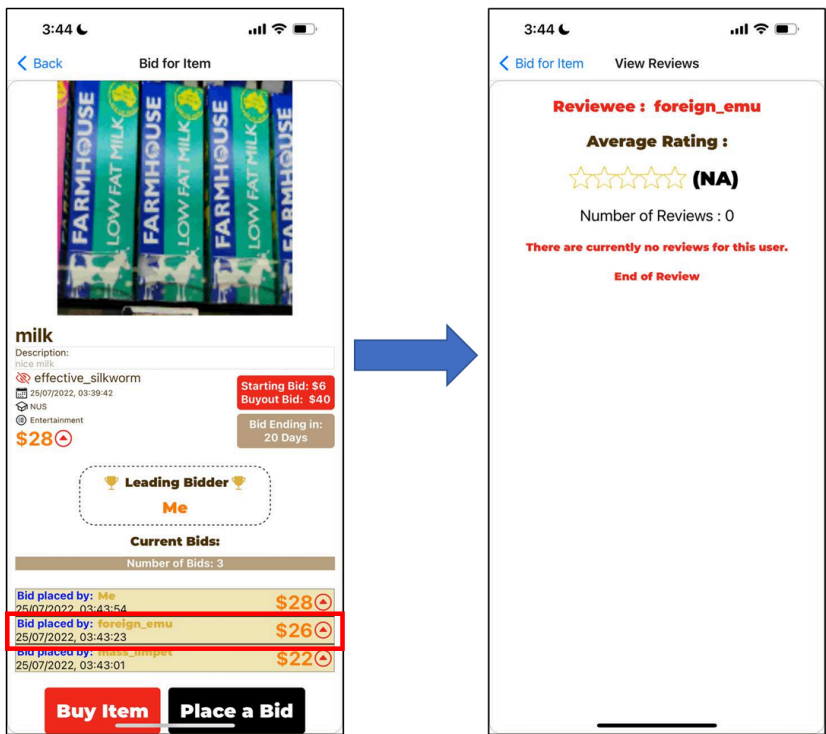 3:44
Back
Bid for Item
FARMHOUSE
LOW FAT MILK
FARMHOUSE
LOW FAT MILK
FARMHOUSE
LOW FAT MILK
FARMHOUSE
milk
Description:
nice milk
effective_silkworm
25/07/2022, 03:39:42
NUS
Entertainment
$28
Starting Bid: $6
Buyout Bid: $40
Bid Ending in:
20 Days
Leading Bidder
Me
Current Bids:
Number of Bids: 3
Bid placed by: Me
25/07/2022, 03:43:54
$28
Bid placed by: foreign_emu
25/07/2022, 03:43:23
$26
Bid placed by: mass_limpet
25/07/2022, 03:43:01
$22
Buy Item
Place a Bid
3:44
Bid for Item
View Reviews
Reviewee : foreign_emu
Average Rating :
(NA)
Number of Reviews : 0
There are currently no reviews for this user.
End of Review